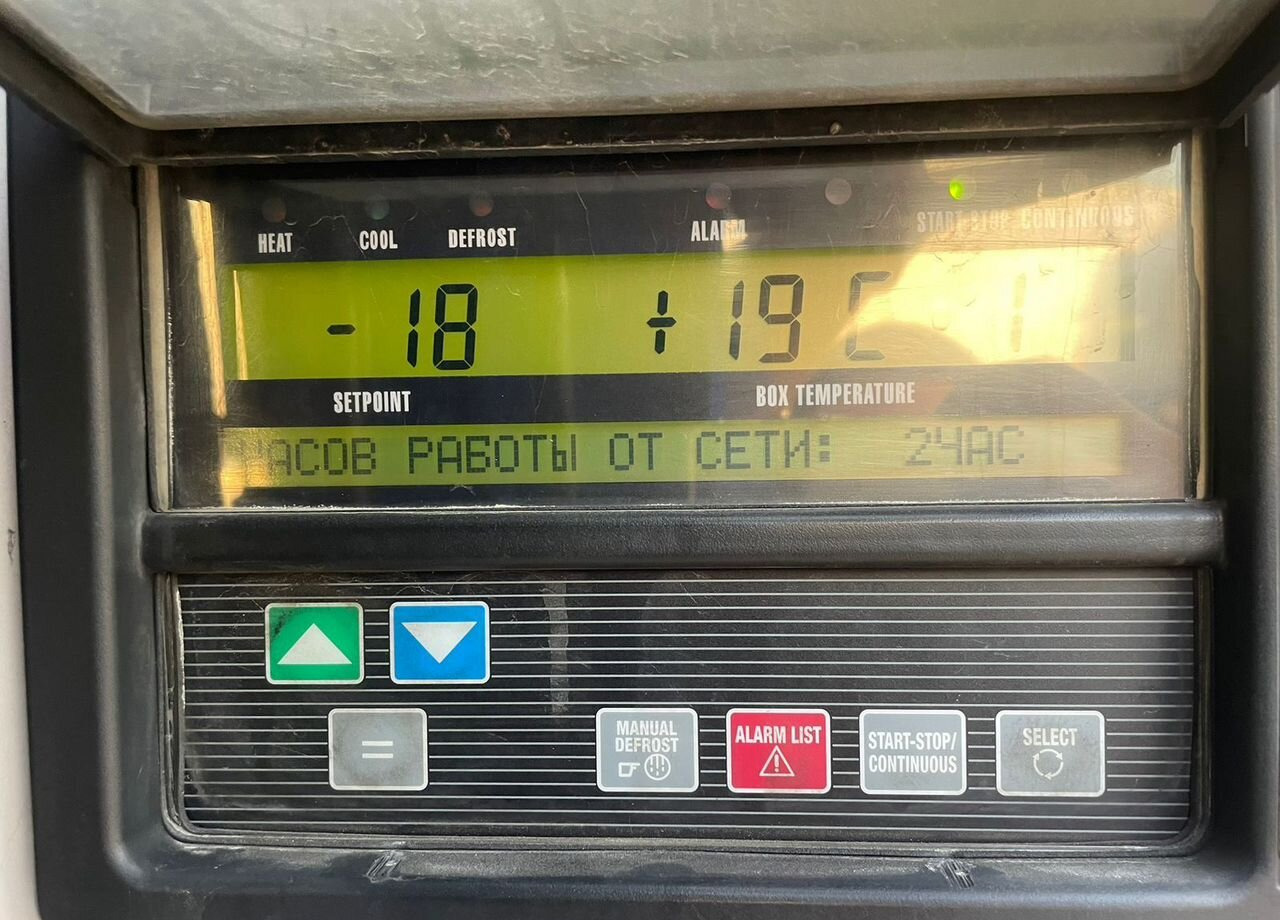 HEAT COOL DEFROST ALARM START-STOP CONTINUOUS
-18 +19 C
SETPOINT BOX TEMPERATURE
АСОВ РАБОТЫ ОТ СЕТИ: 2ЧАС
=
MANUAL DEFROST
ALARM LIST
START-STOP/
CONTINUOUS
SELECT